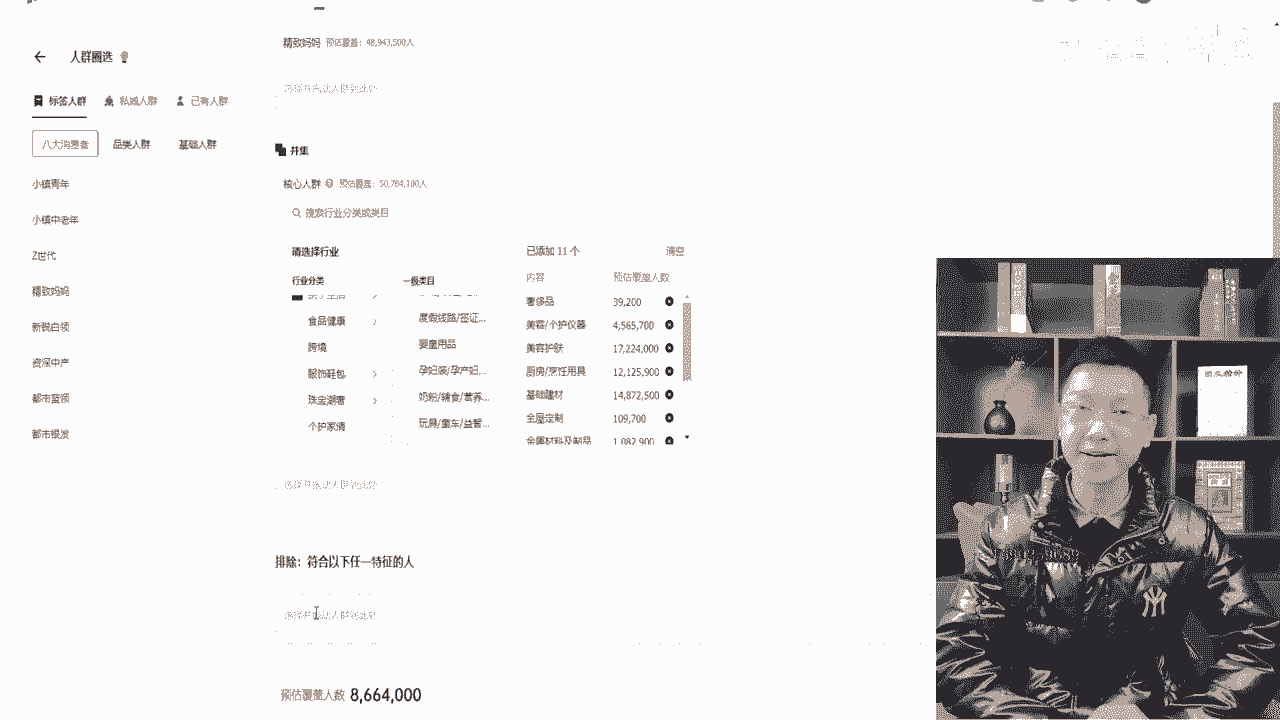 精致妈妈 预估覆盖：48,943,500人
人群圈选
标签人群 私域人群 已有人群
八大消费者 品类人群 基础人群
小镇青年
小镇中老年
Z世代
精致妈妈
新锐白领
资深中产
都市蓝领
都市银发
并集
核心人群 预估覆盖：50,784,100人
搜索行业分类或类目
请选择行业
行业分类 一级类目
食品健康
跨境
服饰鞋包
珠宝潮奢
个护家清
度假线路/签证...
婴童用品
孕妇装/孕产妇...
奶粉/辅食/营养...
玩具/童车/益智...
已添加 11 个 清空
内容 预估覆盖人数
奢侈品 39,200
美容/个护仪器 4,565,700
美容护肤 17,224,000
厨房/烹饪用具 12,125,900
基础建材 14,872,500
全屋定制 109,700
金属材料及制品 1,082,900
排除：符合以下任一特征的人
预估覆盖人数 8,664,000